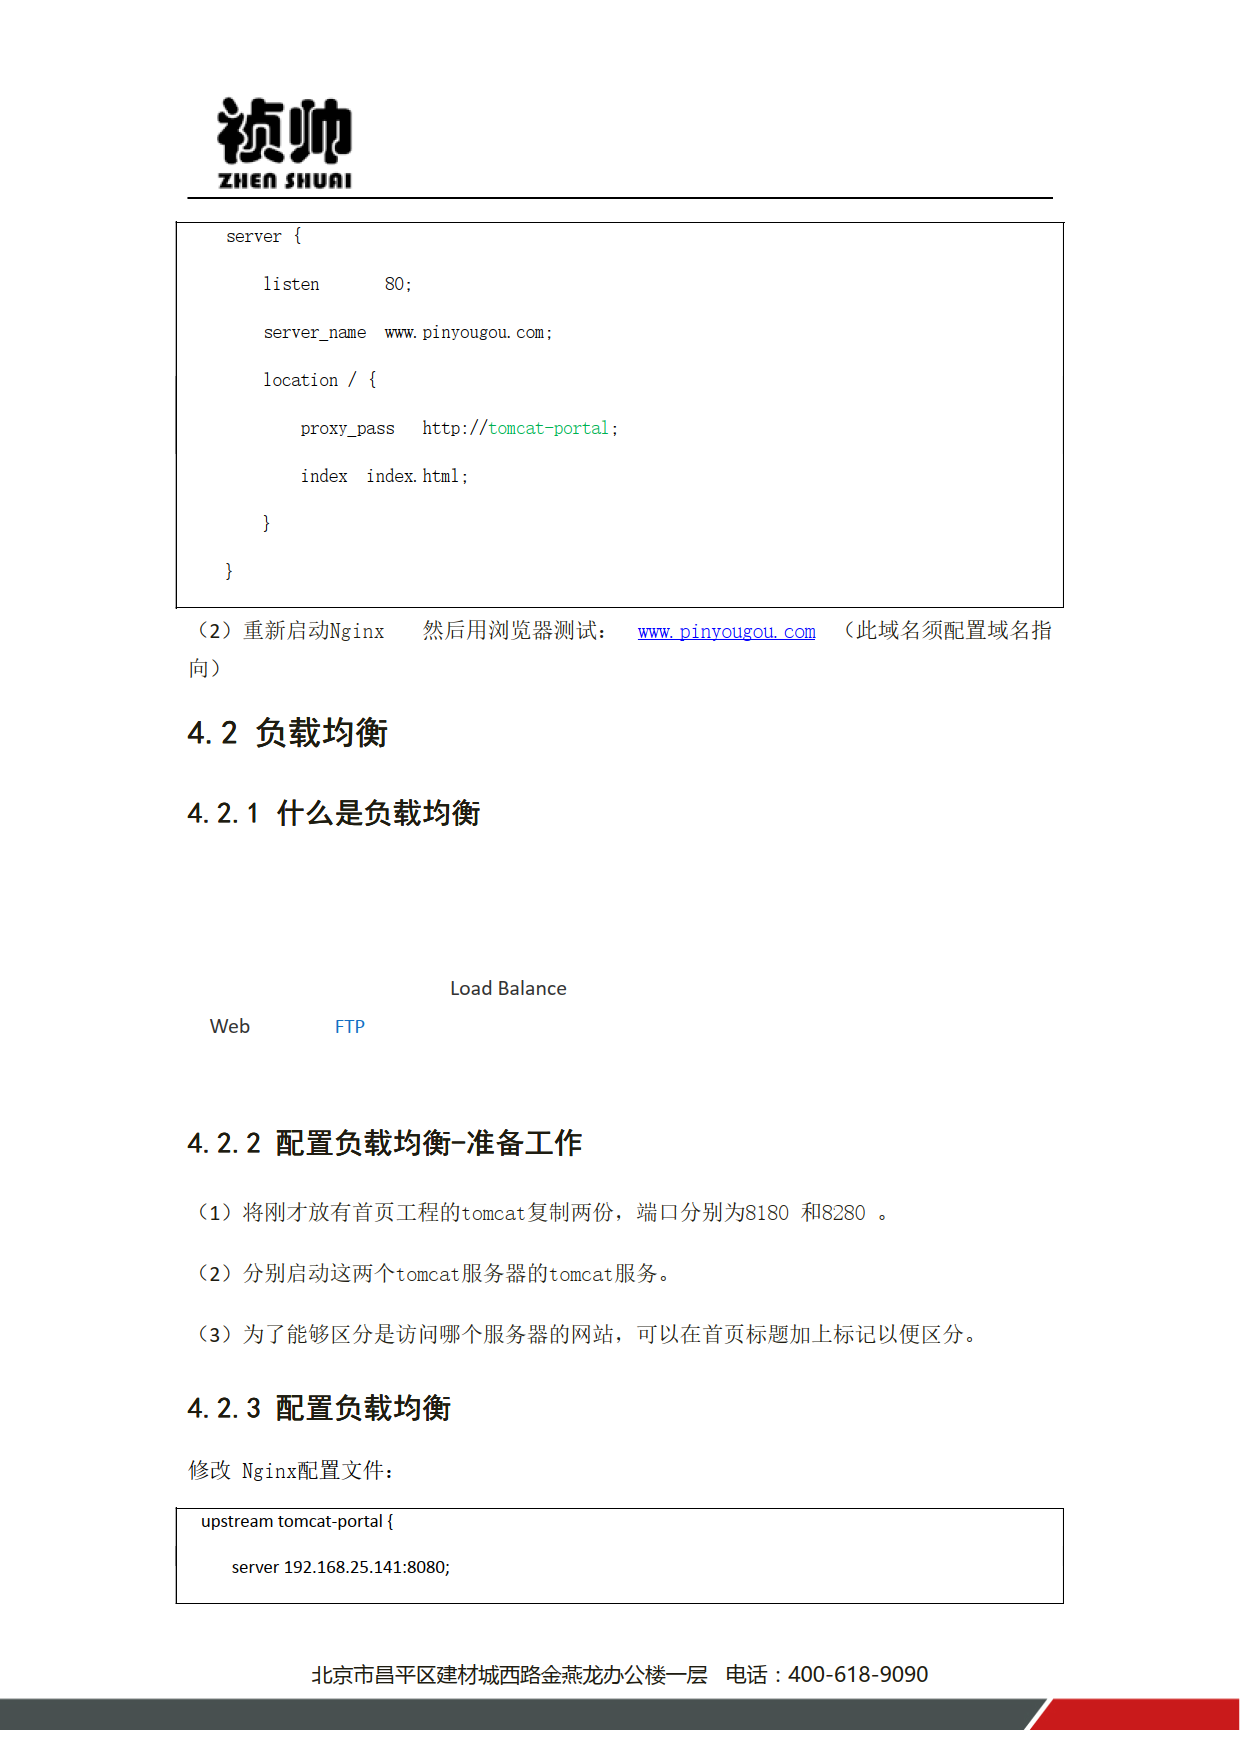 祯帅
ZHEN SHUAI
server {
listen 80;
server_name www.pinyougou.com;
location / {
proxy_pass http://tomcat-portal;
index index.html;
}
}
（2）重新启动Nginx 然后用浏览器测试： www.pinyougou.com （此域名须配置域名指
向）
4.2 负载均衡
4.2.1 什么是负载均衡
Load Balance
Web FTP
4.2.2 配置负载均衡-准备工作
（1）将刚才放有首页工程的tomcat复制两份，端口分别为8180 和8280 。
（2）分别启动这两个tomcat服务器的tomcat服务。
（3）为了能够区分是访问哪个服务器的网站，可以在首页标题加上标记以便区分。
4.2.3 配置负载均衡
修改 Nginx配置文件：
upstream tomcat-portal {
server 192.168.25.141:8080;
北京市昌平区建材城西路金燕龙办公楼一层 电话：400-618-9090